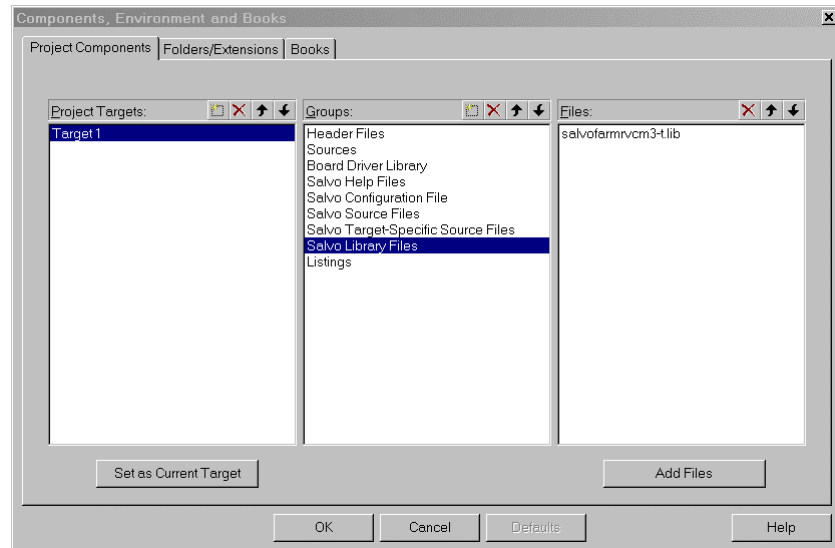 Components, Environment and Books
Project Components Folders/Extensions Books
Project Targets:
Target 1
Groups:
Header Files
Sources
Board Driver Library
Salvo Help Files
Salvo Configuration File
Salvo Source Files
Salvo Target-Specific Source Files
Salvo Library Files
Listings
Files:
salvofarmrvcm3-t.lib
Set as Current Target
Add Files
OK Cancel Defaults Help